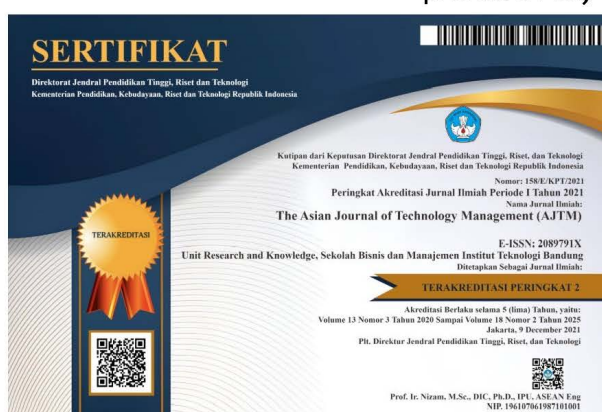 SERTIFIKAT
Direktorat Jendral Pendidikan Tinggi, Riset dan Teknologi
Kementerian Pendidikan, Kebudayaan, Riset dan Teknologi Republik Indonesia
Kutipan dari Keputusan Direktorat Jendral Pendidikan Tinggi, Riset, dan Teknologi
Kementerian Pendidikan, Kebudayaan, Riset dan Teknologi Republik Indonesia
Nomor: 158/E/KPT/2021
Peringkat Akreditasi Jurnal Ilmiah Periode I Tahun 2021
Nama Jurnal Ilmiah:
The Asian Journal of Technology Management (AJTM)
E-ISSN: 2089791X
Unit Research and Knowledge, Sekolah Bisnis dan Manajemen Institut Teknologi Bandung
Ditetapkan Sebagai Jurnal Ilmiah:
TERAKREDITASI
TERAKREDITASI PERINGKAT 2
Akreditasi Berlaku selama 5 (lima) Tahun, yaitu:
Volume 13 Nomor 3 Tahun 2020 Sampai Volume 18 Nomor 2 Tahun 2025
Jakarta, 9 December 2021
Plt. Direktur Jendral Pendidikan Tinggi, Riset, dan Teknologi
Prof. Ir. Nizam, M.Sc., DIC, Ph.D., IPU, ASEAN Eng
NIP. 196107061987101001